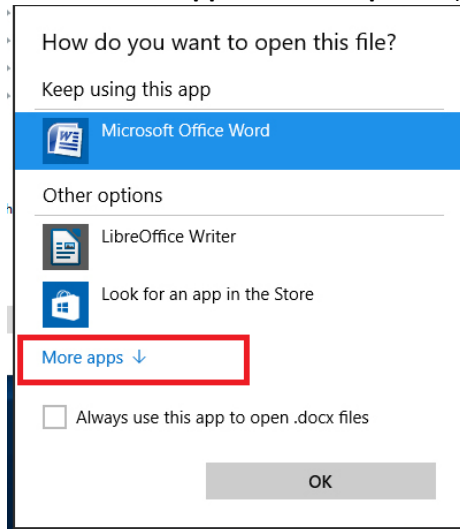 How do you want to open this file?
Keep using this app
Microsoft Office Word
Other options
LibreOffice Writer
Look for an app in the Store
More apps ↓
Always use this app to open .docx files
OK